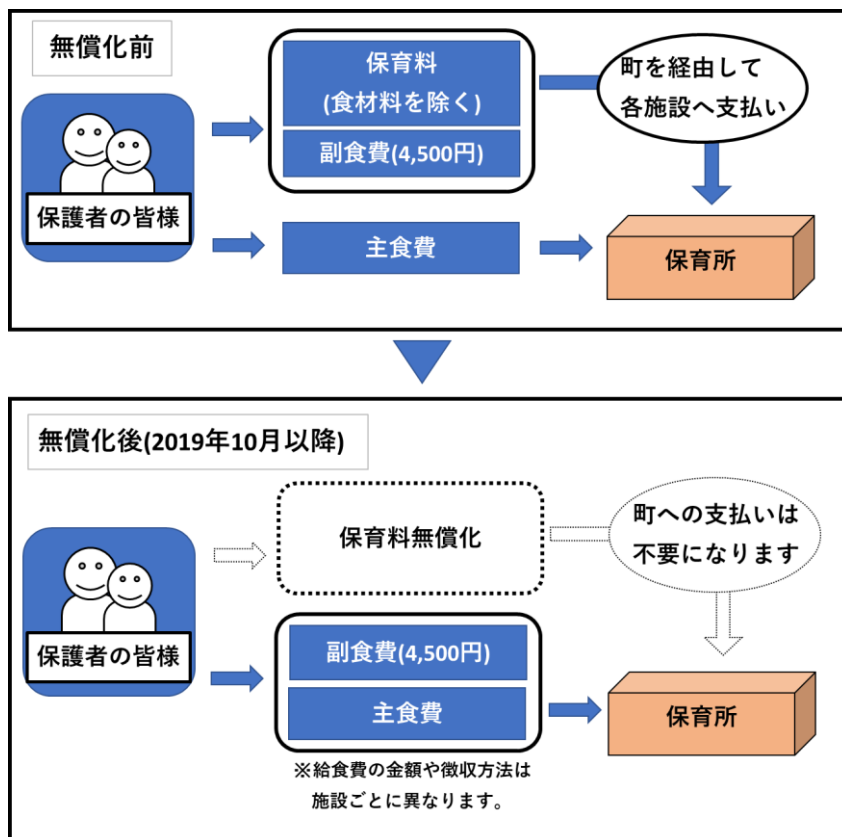 無償化前
保育料
(食材料を除く)
副食費(4,500円)
町を経由して
各施設へ支払い
保護者の皆様
主食費
保育所
無償化後(2019年10月以降)
保育料無償化
町への支払いは
不要になります
保護者の皆様
副食費(4,500円)
主食費
保育所
※給食費の金額や徴収方法は
施設ごとに異なります。